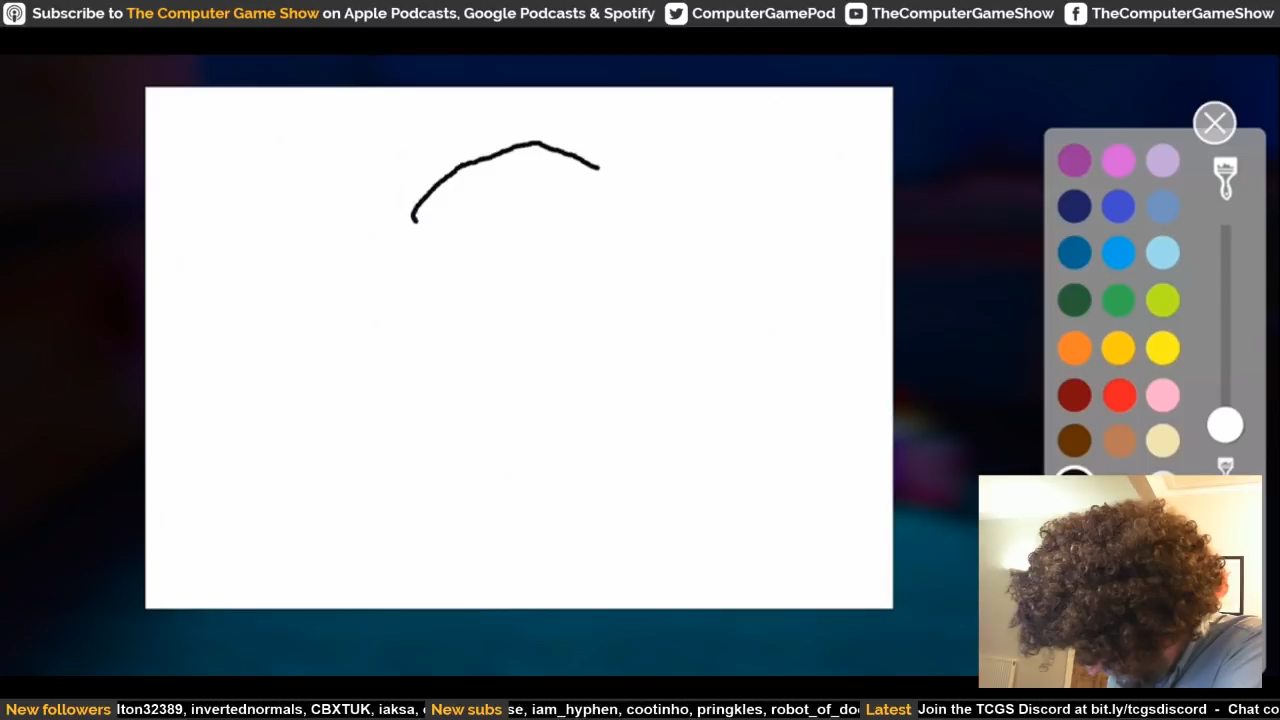 Subscribe to The Computer Game Show on Apple Podcasts, Google Podcasts & Spotify ComputerGamePod TheComputerGameShow TheComputerGameShow
New followers lton32389, invertednormals, CBXTUK, iaksa, New subs se, iam_hyphen, cootinho, pringkles, robot_of_do Latest Join the TCGS Discord at bit.ly/tcgsdiscord - Chat co